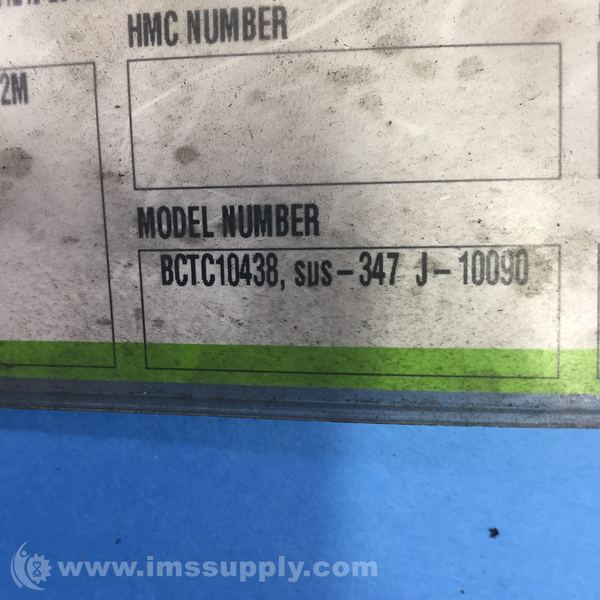 HMC NUMBER
2M
MODEL NUMBER
BCTC10438, sus-347 J-10090
www.imssupply.com